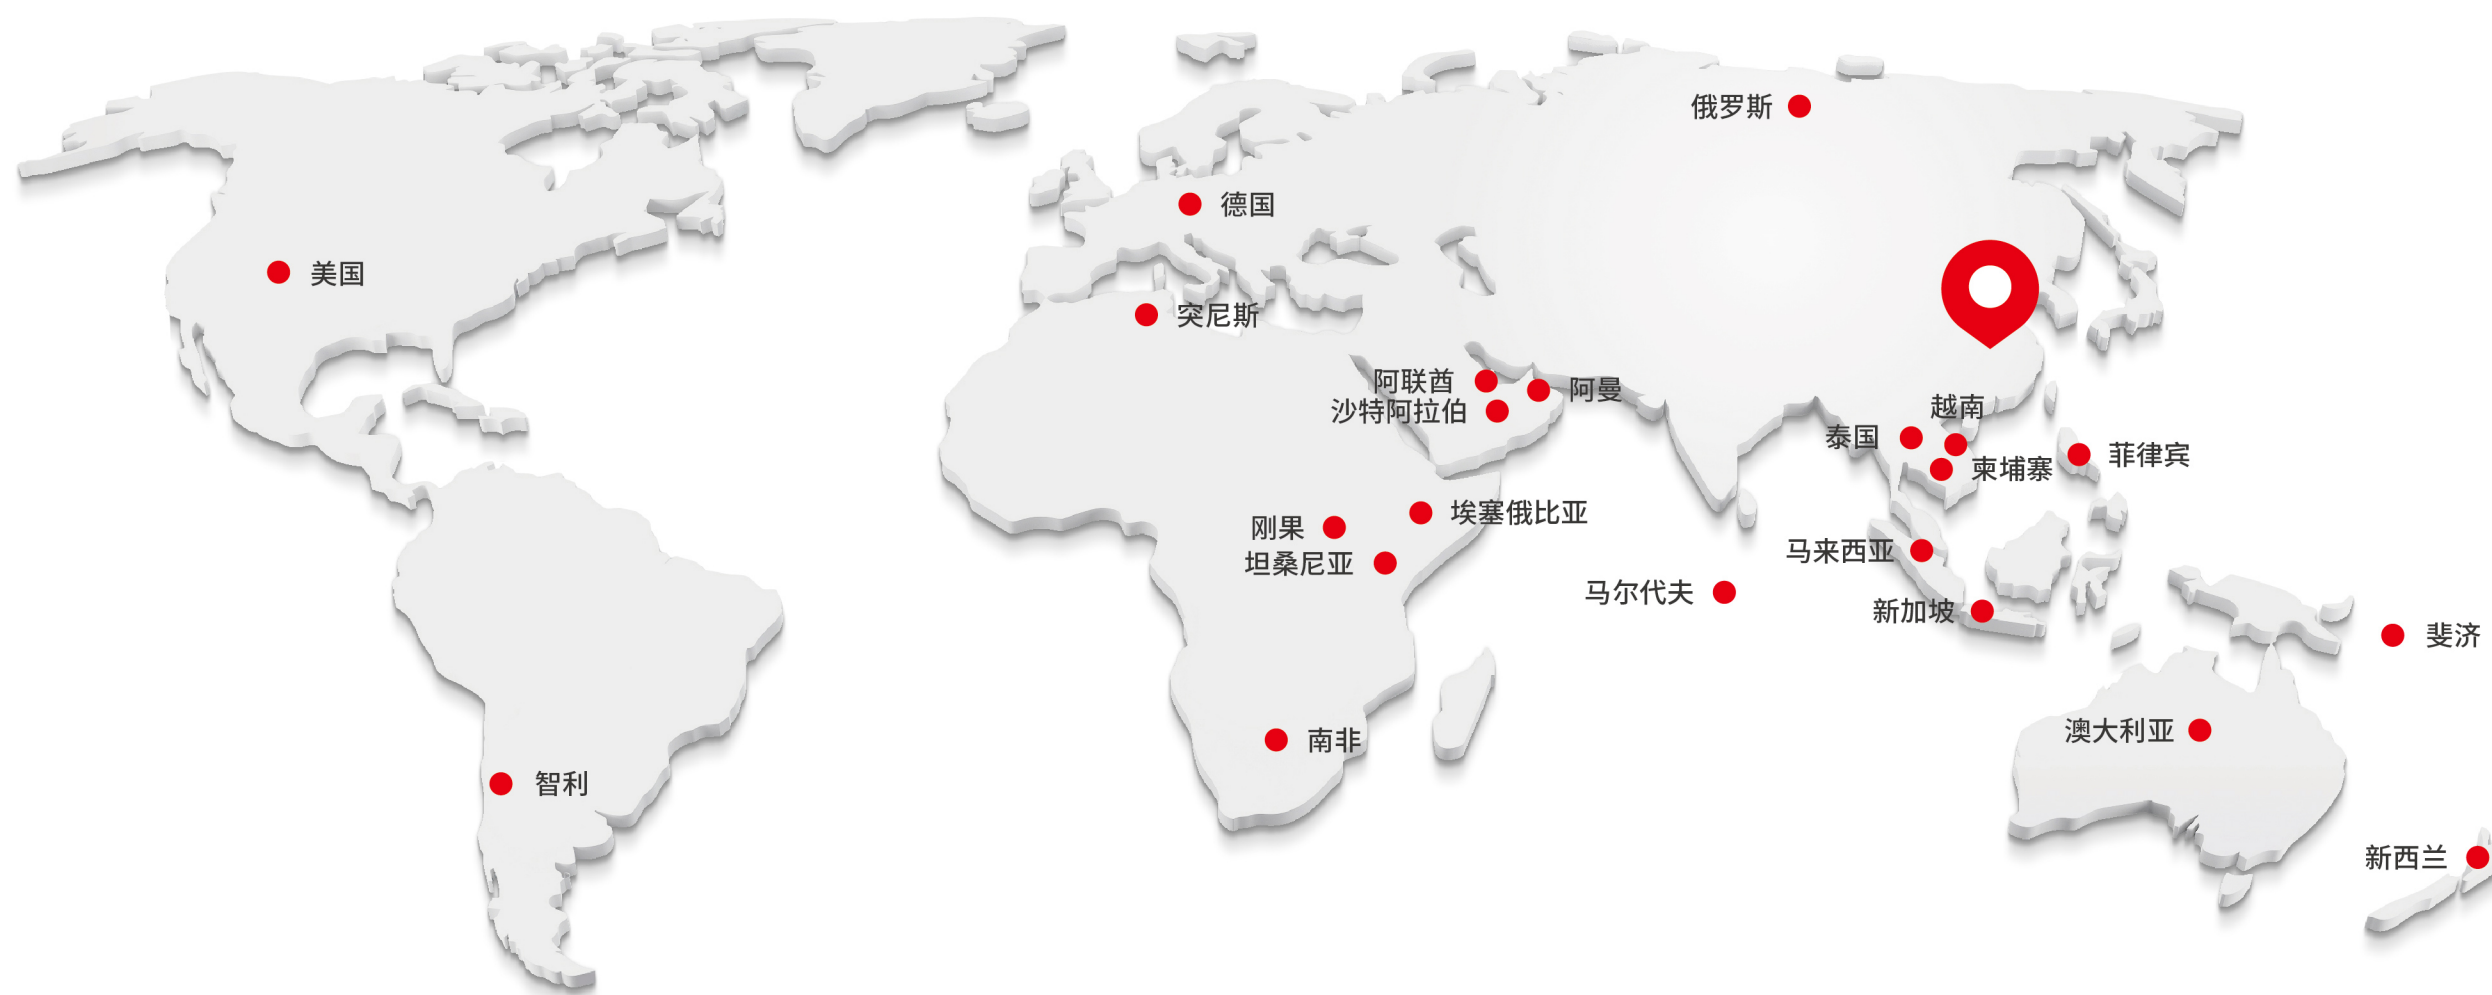 俄罗斯
德国
美国
突尼斯
阿联酋
阿曼
沙特阿拉伯
越南
泰国
菲律宾
柬埔寨
埃塞俄比亚
刚果
马来西亚
坦桑尼亚
马尔代夫
新加坡
斐济
澳大利亚
南非
智利
新西兰